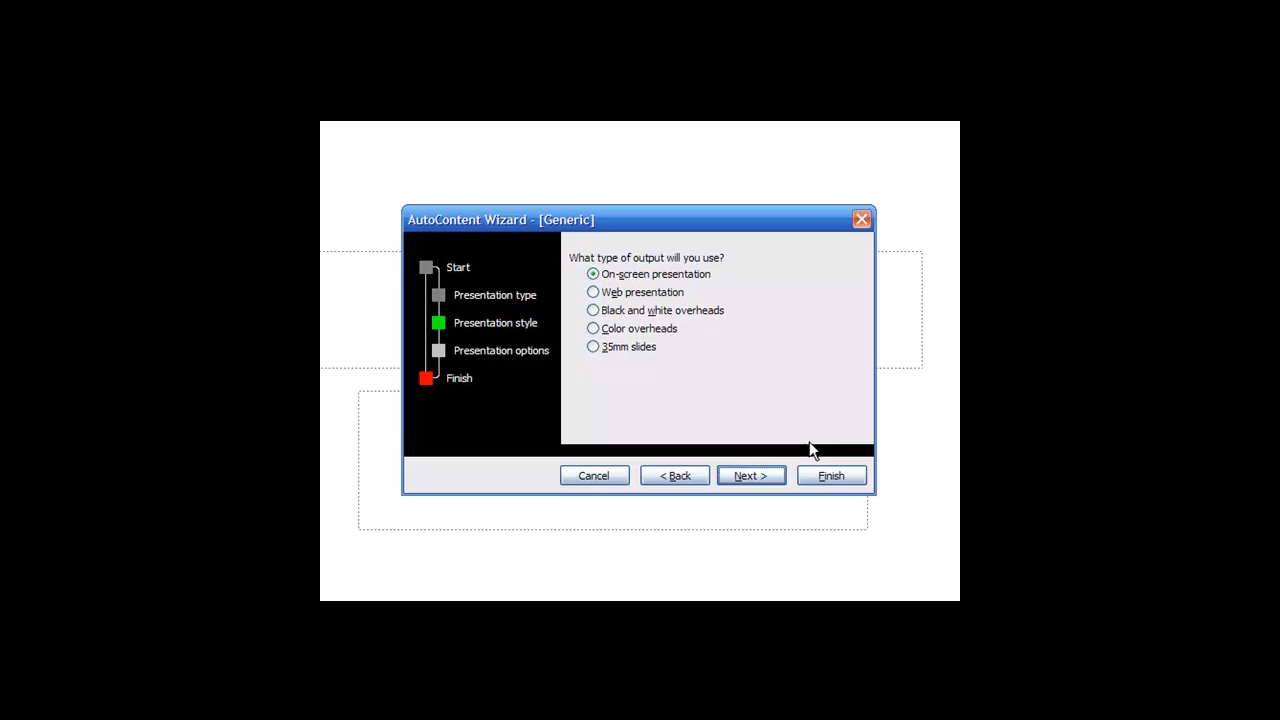 AutoContent Wizard - [Generic]
Start
Presentation type
Presentation style
Presentation options
Finish
What type of output will you use?
On-screen presentation
Web presentation
Black and white overheads
Color overheads
35mm slides
Cancel
< Back
Next >
Finish